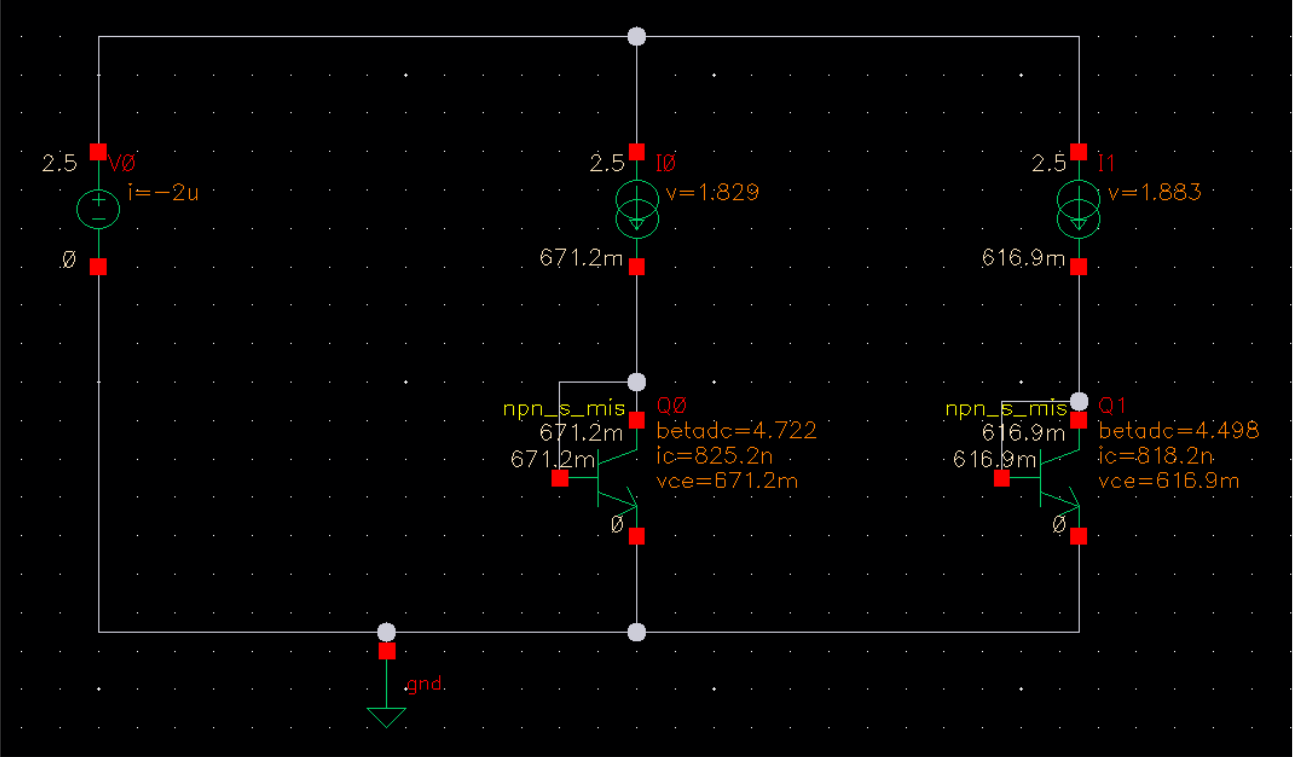 2.5
V0
i=-2u
0
2.5
I0
v=1.829
671.2m
2.5
I1
v=1.883
616.9m
npn_s_mis
Q0
671.2m
betadc=4.722
671.2m
ic=825.2n
vce=671.2m
0
npn_s_mis
Q1
616.9m
betadc=4.498
616.9m
ic=818.2n
vce=616.9m
0
gnd